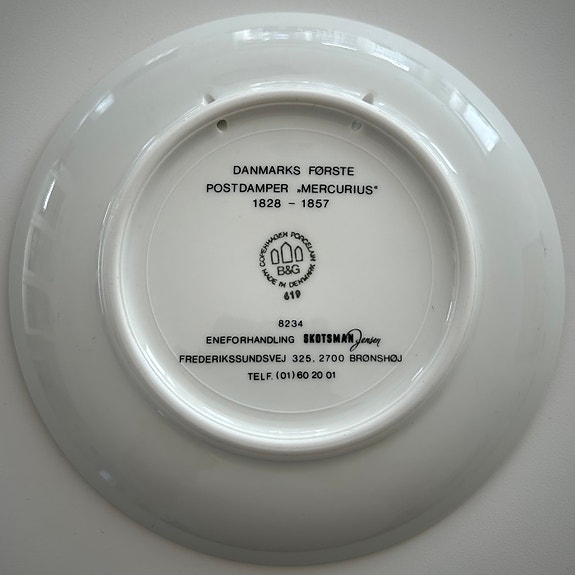 DANMARKS FØRSTE
POSTDAMPER „MERCURIUS“
1828 - 1857
COPENHAGEN PORCELAIN
B&G
MADE IN DENMARK
619
8234
ENEFORHANDLING SKOTSMAN Jensen
FREDERIKSSUNDSVEJ 325. 2700 BRØNSHØJ
TELF. (01) 60 20 01